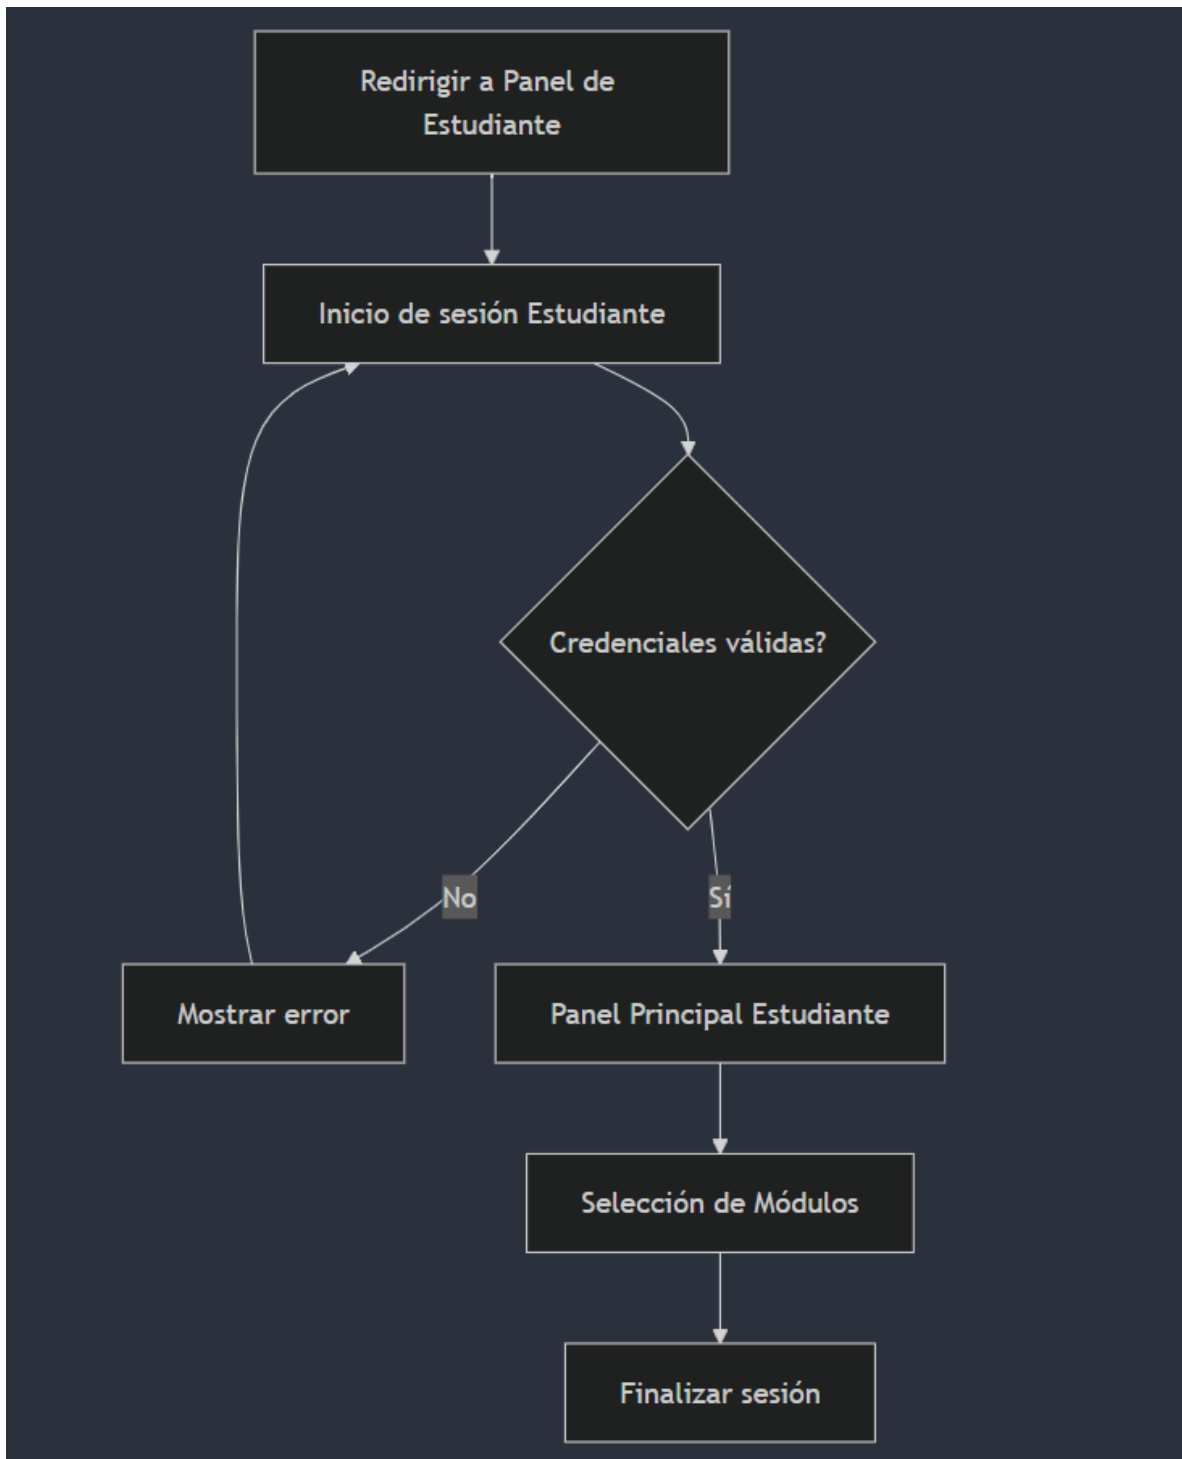 Redirigir a Panel de
Estudiante
Inicio de sesión Estudiante
Credenciales válidas?
No
Sí
Mostrar error
Panel Principal Estudiante
Selección de Módulos
Finalizar sesión